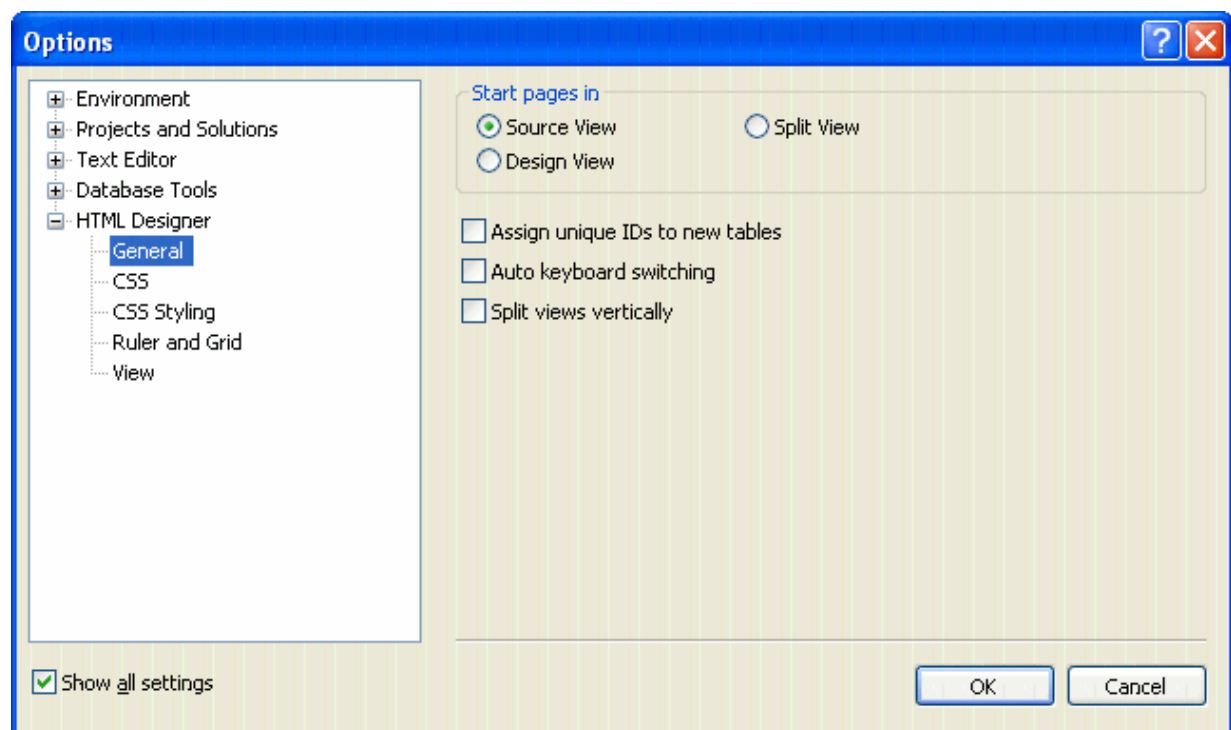 Options
Environment
Projects and Solutions
Text Editor
Database Tools
HTML Designer
General
CSS
CSS Styling
Ruler and Grid
View
Start pages in
Source View Split View
Design View
Assign unique IDs to new tables
Auto keyboard switching
Split views vertically
Show all settings
OK Cancel